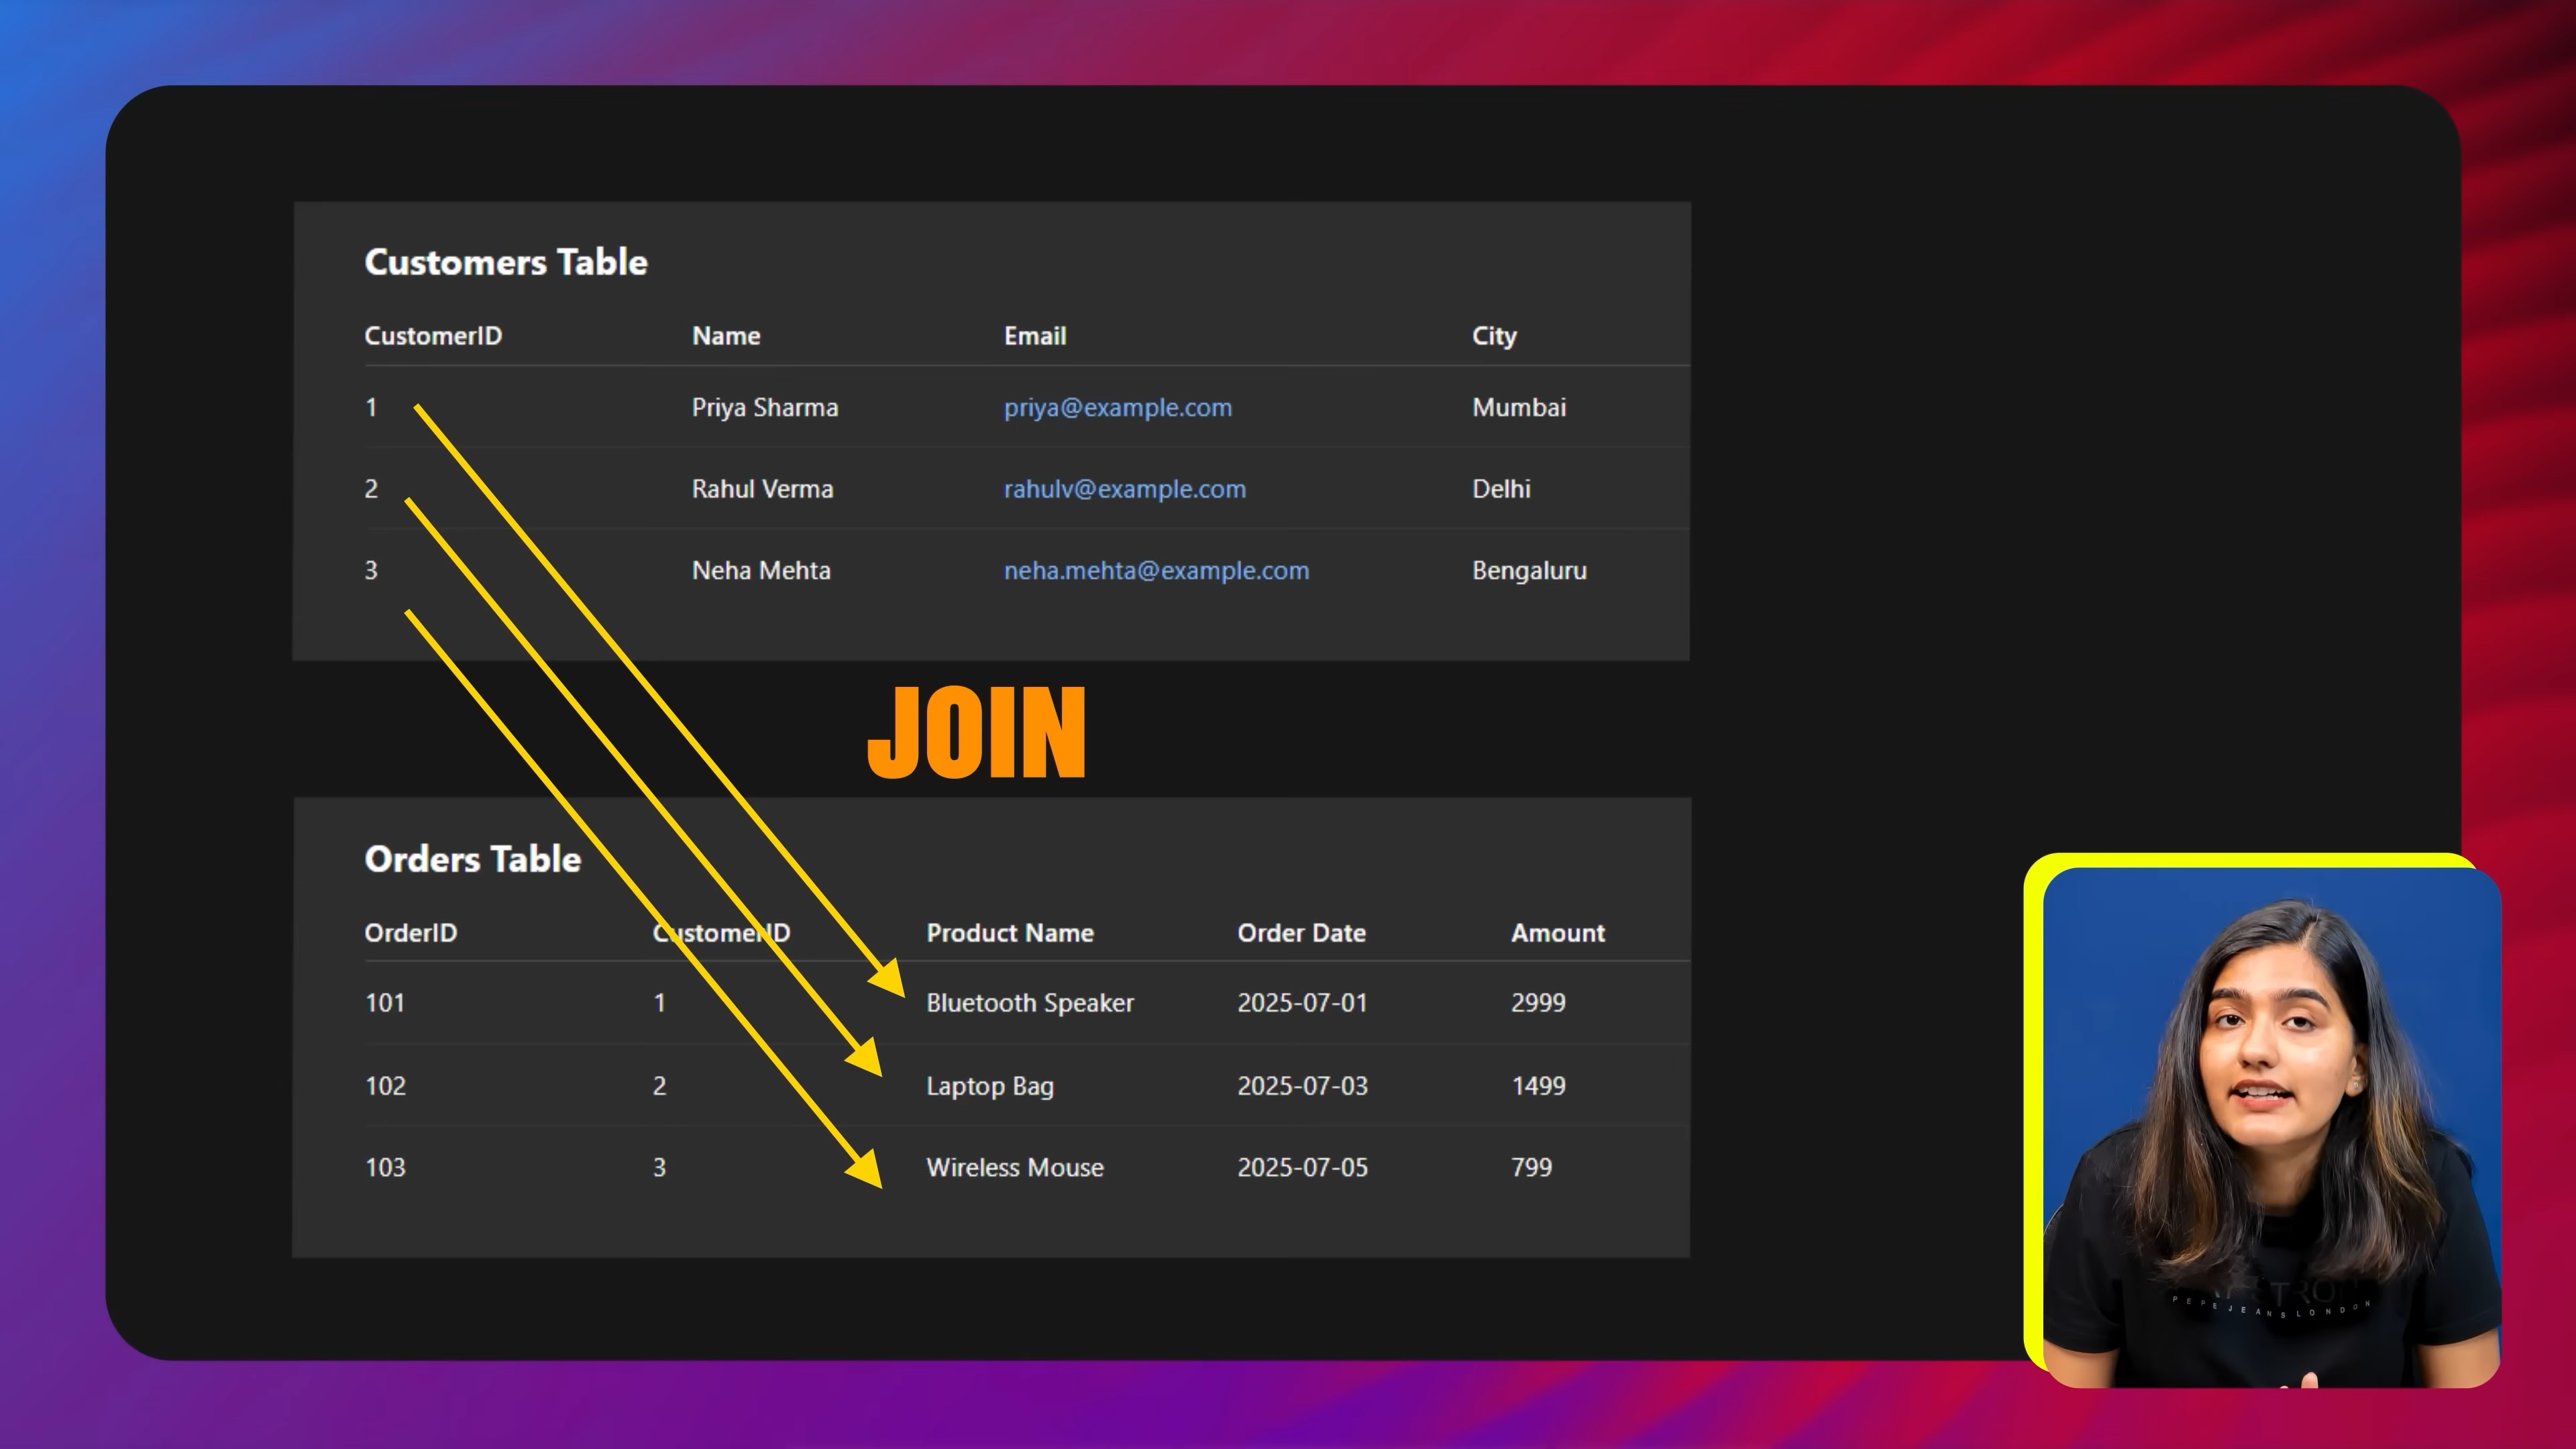 Customers Table
CustomerID Name Email City
1 Priya Sharma priya@example.com Mumbai
2 Rahul Verma rahulv@example.com Delhi
3 Neha Mehta neha.mehta@example.com Bengaluru
JOIN
Orders Table
OrderID CustomerID Product Name Order Date Amount
101 1 Bluetooth Speaker 2025-07-01 2999
102 2 Laptop Bag 2025-07-03 1499
103 3 Wireless Mouse 2025-07-05 799
PEPE JEANS LONDON